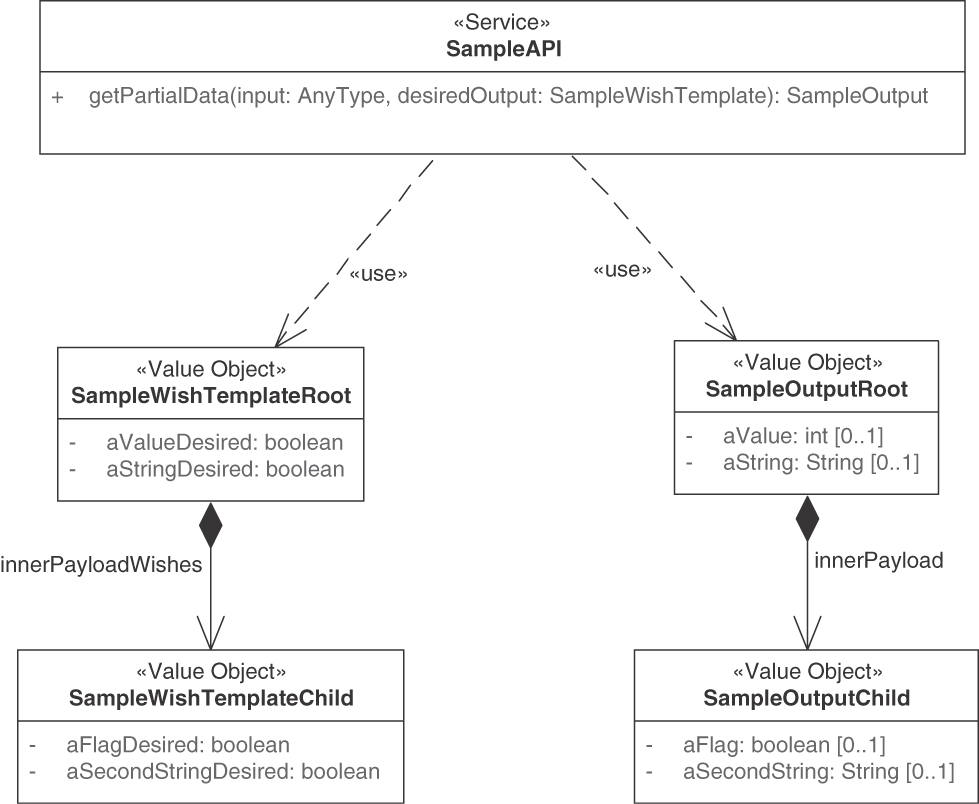 «Service»
SampleAPI
+ getPartialData(input: AnyType, desiredOutput: SampleWishTemplate): SampleOutput
«use»
«use»
«Value Object»
SampleWishTemplateRoot
- aValueDesired: boolean
- aStringDesired: boolean
«Value Object»
SampleOutputRoot
- aValue: int [0..1]
- aString: String [0..1]
innerPayloadWishes
innerPayload
«Value Object»
SampleWishTemplateChild
- aFlagDesired: boolean
- aSecondStringDesired: boolean
«Value Object»
SampleOutputChild
- aFlag: boolean [0..1]
- aSecondString: String [0..1]